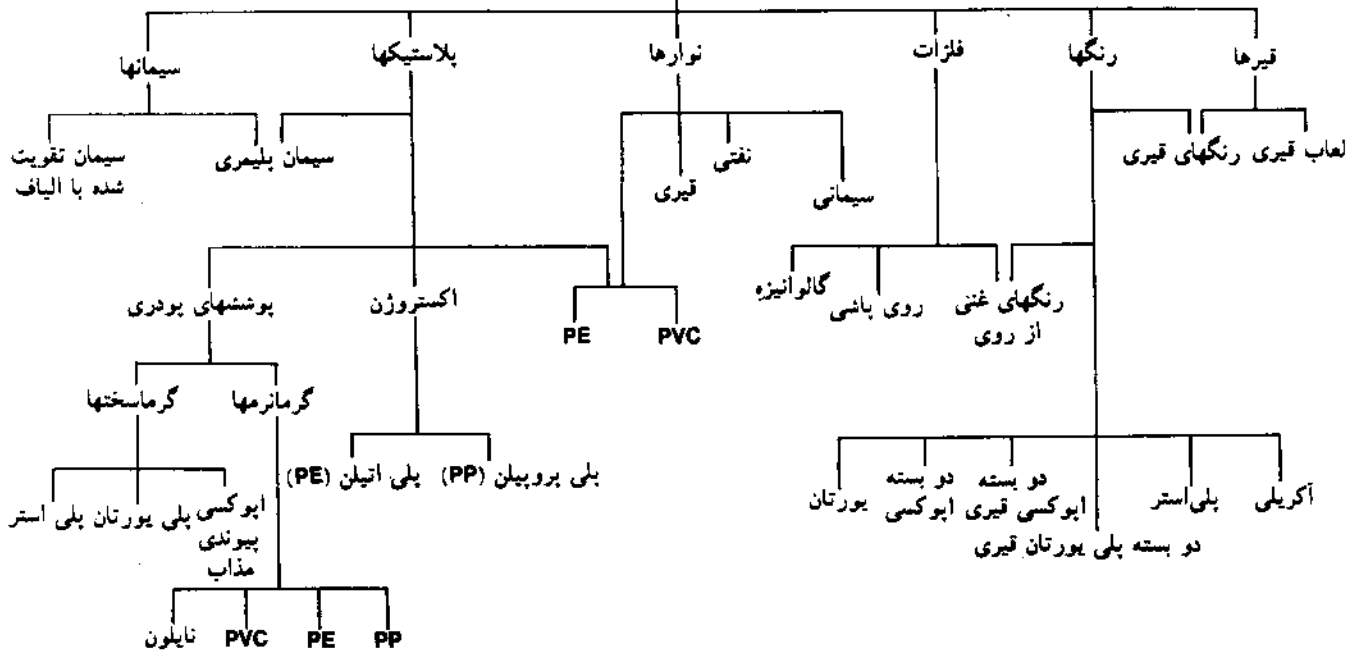 قیرها
رنگها
فلزات
نوارها
پلاستیکها
سیمانها
لعاب قیری
رنگهای قیری
سیمانی
نفتی
قیری
سیمان پلیمری
سیمان تقویت
شده با الیاف
رنگهای غنی
از روی
روی پاشی
گالوانیزه
PVC
PE
اکستروژن
پوششهای پودری
گرمانرمها
گرماسختها
آکریلی
پلی‌استر
دو بسته پلی یورتان قیری
دو بسته
اپوکسی قیری
دو بسته
اپوکسی
یورتان
پلی پروپیلن (PP)
پلی اتیلن (PE)
اپوکسی
پیوندی
مذاب
پلی یورتان
پلی استر
PP
PE
PVC
نایلون